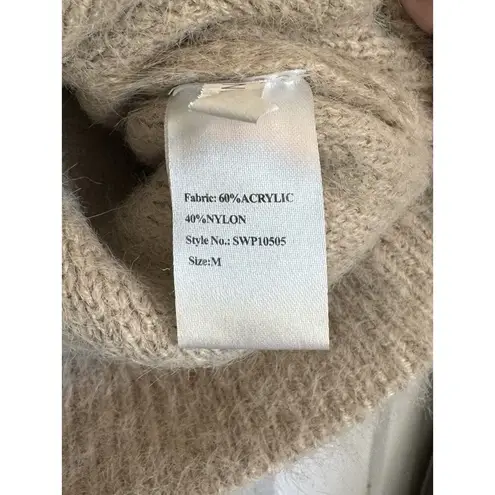 Fabric: 60%ACRYLIC
40%NYLON
Style No.: SWP10505
Size:M